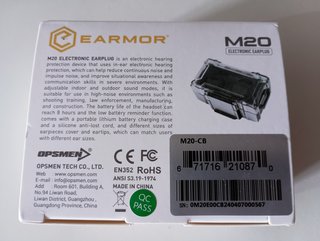 EARMOR®
M20
ELECTRONIC EARPLUG
M20 ELECTRONIC EARPLUG is an electronic hearing
protection device that uses in-ear electronic hearing
protection, which can help reduce continuous noise and
impulse noise, and improve situational awareness and
communication skills in severe environments. With
adjustable indoor and outdoor sound modes, it is
suitable for use in high-noise environments such as
shooting training, law enforcement, manufacturing,
and construction. The battery life of the headset can
reach 8 hours and the low battery reminder function.
It comes with a portable lithium battery charging case
and a silicone anti-lost cord, and different sizes of
earpieces cover and eartips, which can match users
with different ear sizes.
OPSMEN
OPSMEN TECH CO., LTD.
Web : www.opsmen.com
Email : opsmen@opsmen.com
Add : Room 601, Building A,
No.94 Liwan Road,
Liwan District, Guangzhou,
Guangdong Province, China
CE
EN352 RoHS
ANSI S3.19-1974
QC
PASS
M20-CB
6 71716 21087 0
SN: 0M20E00CB240407000567